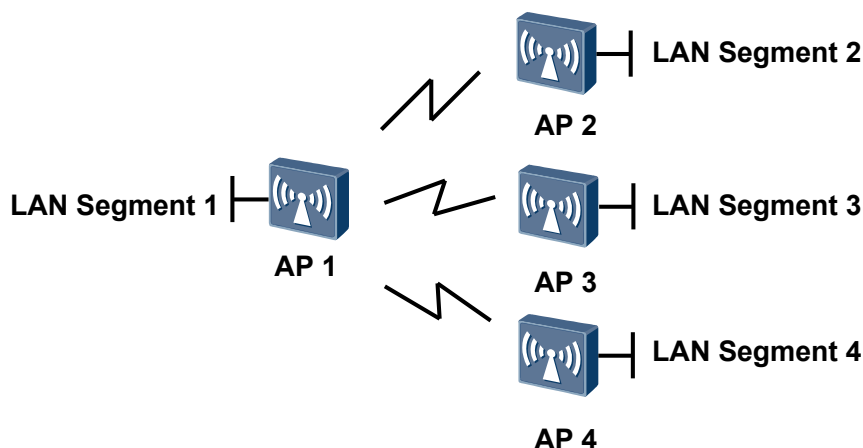 LAN Segment 2
AP 2
LAN Segment 1
AP 1
LAN Segment 3
AP 3
LAN Segment 4
AP 4